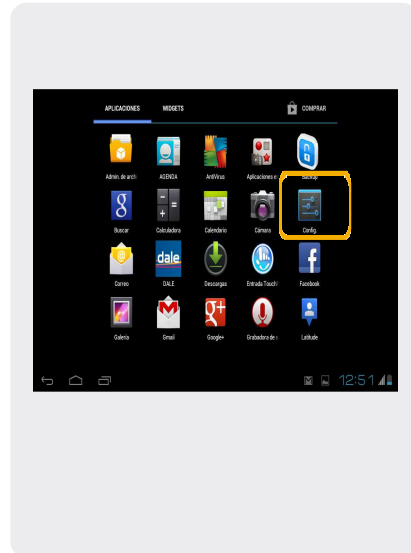 APLICACIONES WIDGETS COMPRAR
Admin. de archi AGENDA AntiVirus Aplicaciones e Backup
Buscar Calculadora Calendario Cámara Config.
dale
Correo DALE Descargas Entrada Touch Facebook
Galería Gmail Google+ Grabadora de s Latitude
12:51